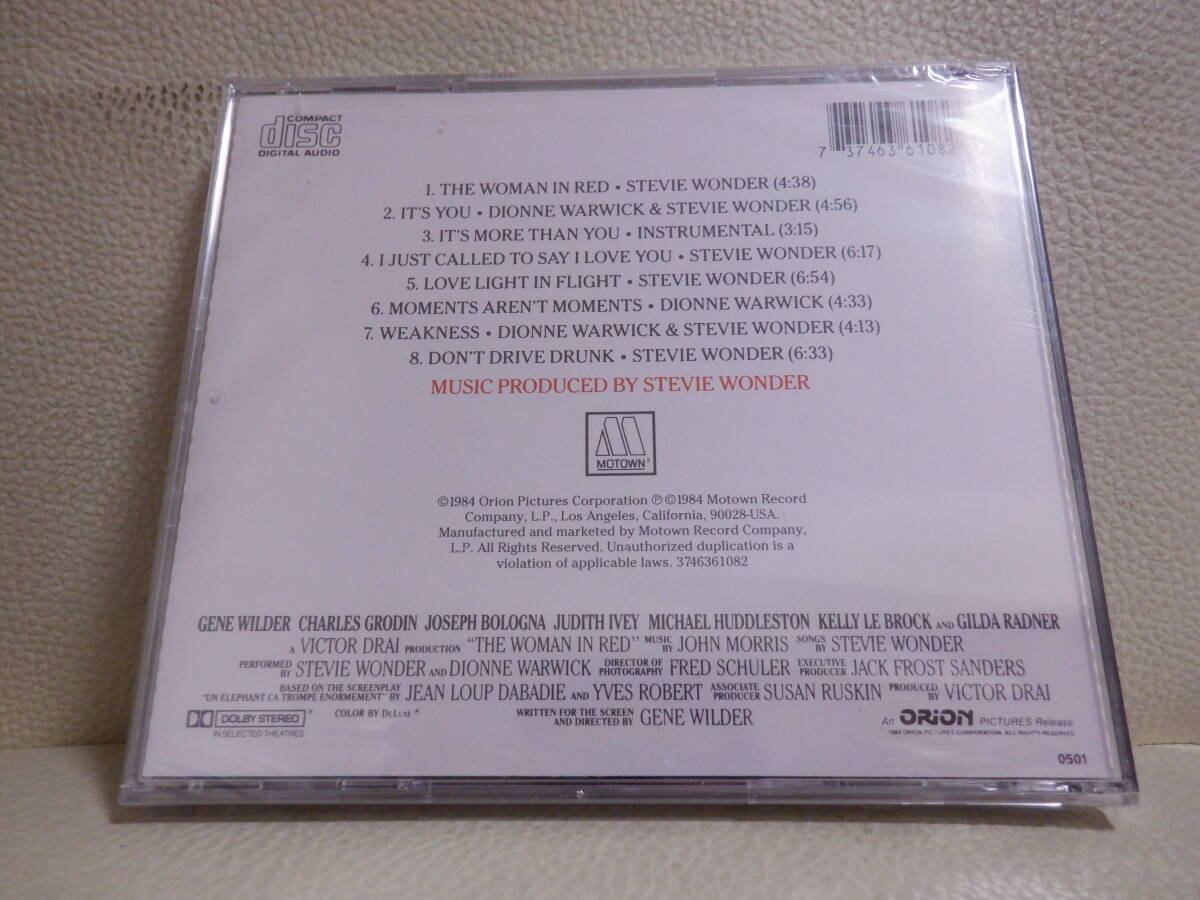 COMPACT
disc
DIGITAL AUDIO
7 37463 61082
1. THE WOMAN IN RED • STEVIE WONDER (4:38)
2. IT'S YOU • DIONNE WARWICK & STEVIE WONDER (4:56)
3. IT'S MORE THAN YOU • INSTRUMENTAL (3:15)
4. I JUST CALLED TO SAY I LOVE YOU • STEVIE WONDER (6:17)
5. LOVE LIGHT IN FLIGHT • STEVIE WONDER (6:54)
6. MOMENTS AREN'T MOMENTS • DIONNE WARWICK (4:33)
7. WEAKNESS • DIONNE WARWICK & STEVIE WONDER (4:13)
8. DON'T DRIVE DRUNK • STEVIE WONDER (6:33)
MUSIC PRODUCED BY STEVIE WONDER
MOTOWN®
©1984 Orion Pictures Corporation ℗©1984 Motown Record
Company, L.P., Los Angeles, California, 90028-USA.
Manufactured and marketed by Motown Record Company,
L.P. All Rights Reserved. Unauthorized duplication is a
violation of applicable laws. 3746361082
GENE WILDER CHARLES GRODIN JOSEPH BOLOGNA JUDITH IVEY MICHAEL HUDDLESTON KELLY LE BROCK AND GILDA RADNER
A VICTOR DRAI PRODUCTION "THE WOMAN IN RED" MUSIC BY JOHN MORRIS SONGS BY STEVIE WONDER
PERFORMED BY STEVIE WONDER AND DIONNE WARWICK DIRECTOR OF PHOTOGRAPHY FRED SCHULER EXECUTIVE PRODUCER JACK FROST SANDERS
BASED ON THE SCREENPLAY "UN ELEPHANT CA TROMPE ENORMEMENT" BY JEAN LOUP DABADIE AND YVES ROBERT ASSOCIATE PRODUCER SUSAN RUSKIN PRODUCED BY VICTOR DRAI
DOLBY STEREO® IN SELECTED THEATRES COLOR BY DELUXE® WRITTEN FOR THE SCREEN AND DIRECTED BY GENE WILDER
An ORION PICTURES Release
1984 ORION PICTURES CORPORATION. ALL RIGHTS RESERVED
0501